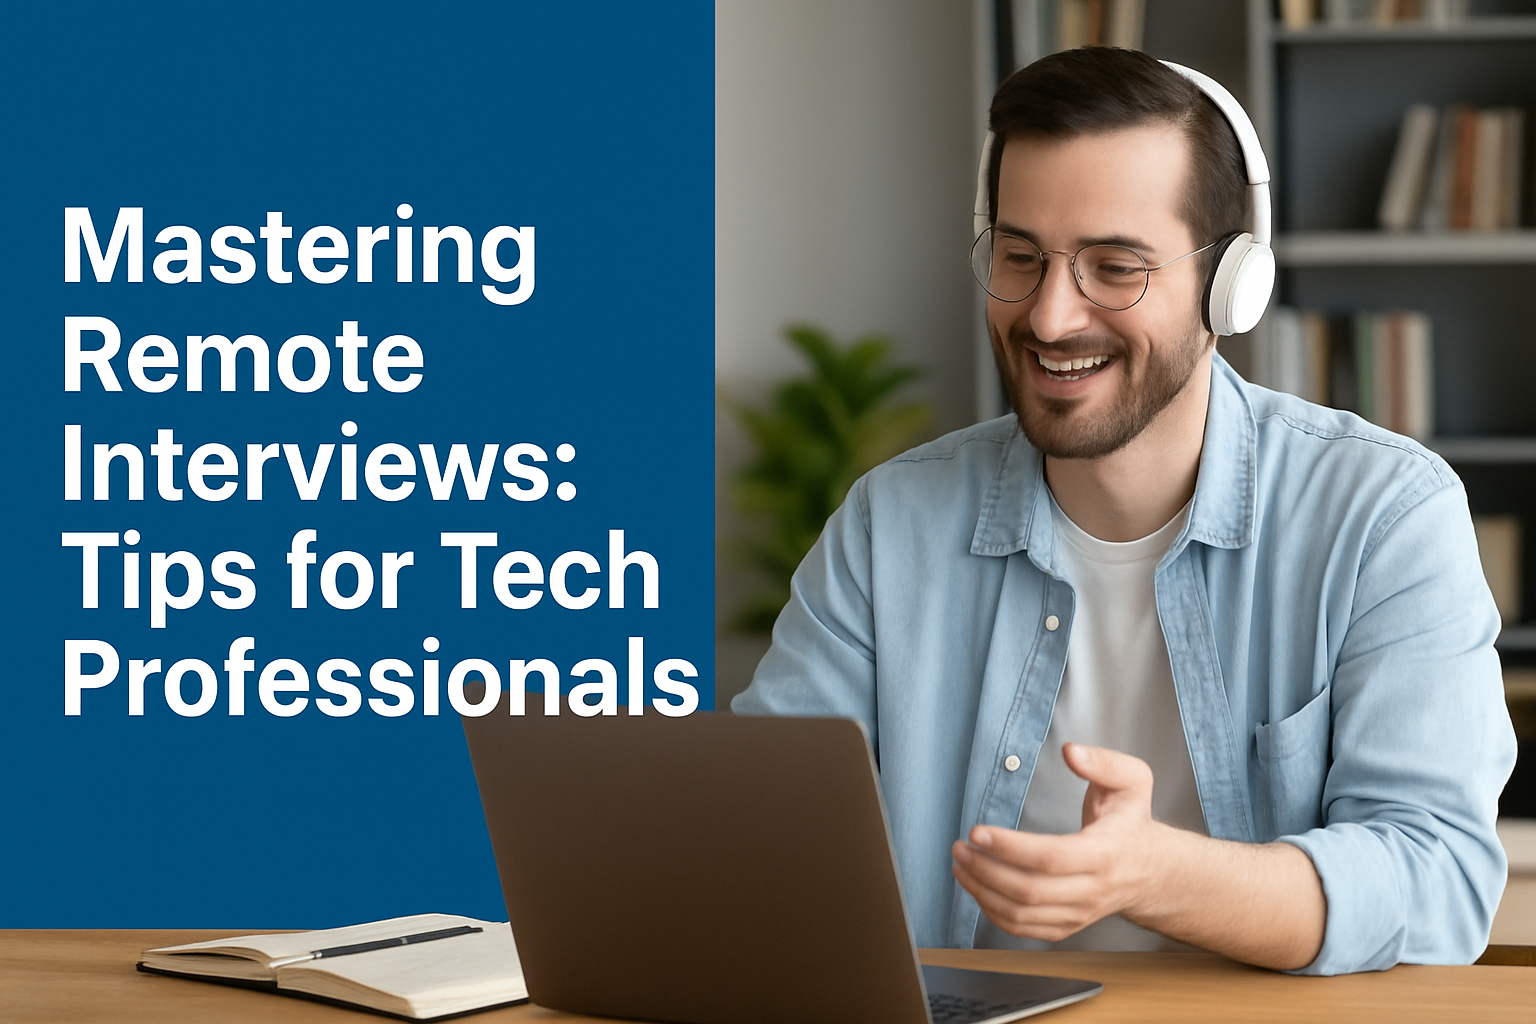 Mastering
Remote
Interviews:
Tips for Tech
Professionals